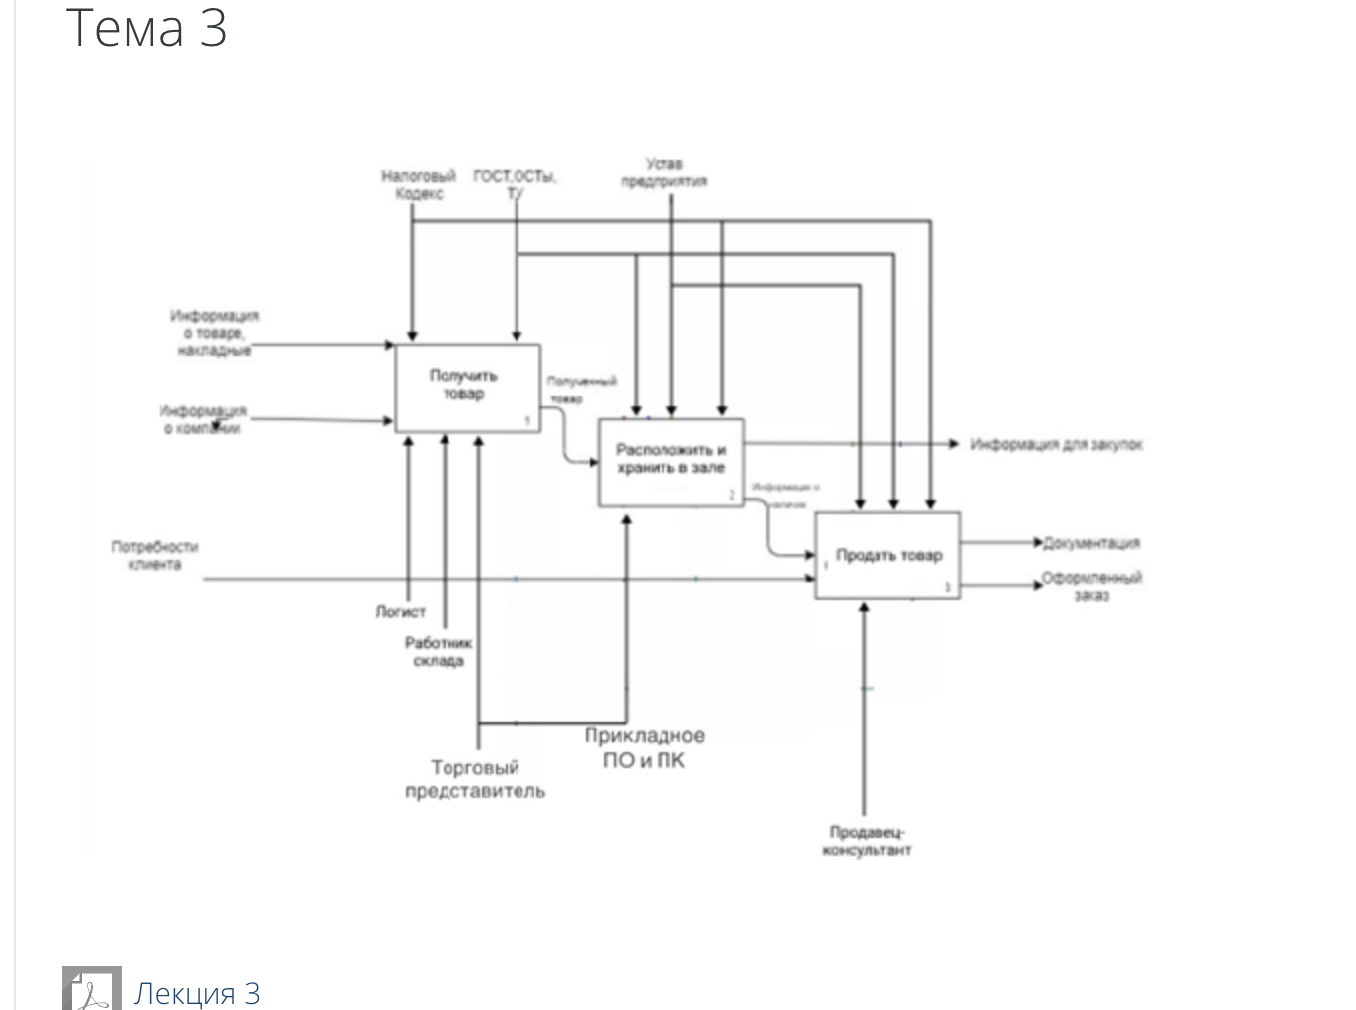 Тема 3
Налоговый
Кодекс
ГОСТ,ОСТы,
ТУ
Устав
предприятия
Информация
о товаре,
накладные
Получить
товар
1
Полученный
товар
Информация
о компании
Расположить и
хранить в зале
2
Информация для закупок
Информация о
наличии
Потребности
клиента
Продать товар
3
Документация
Оформленный
заказ
Логист
Работник
склада
Прикладное
ПО и ПК
Торговый
представитель
Продавец-
консультант
Лекция 3